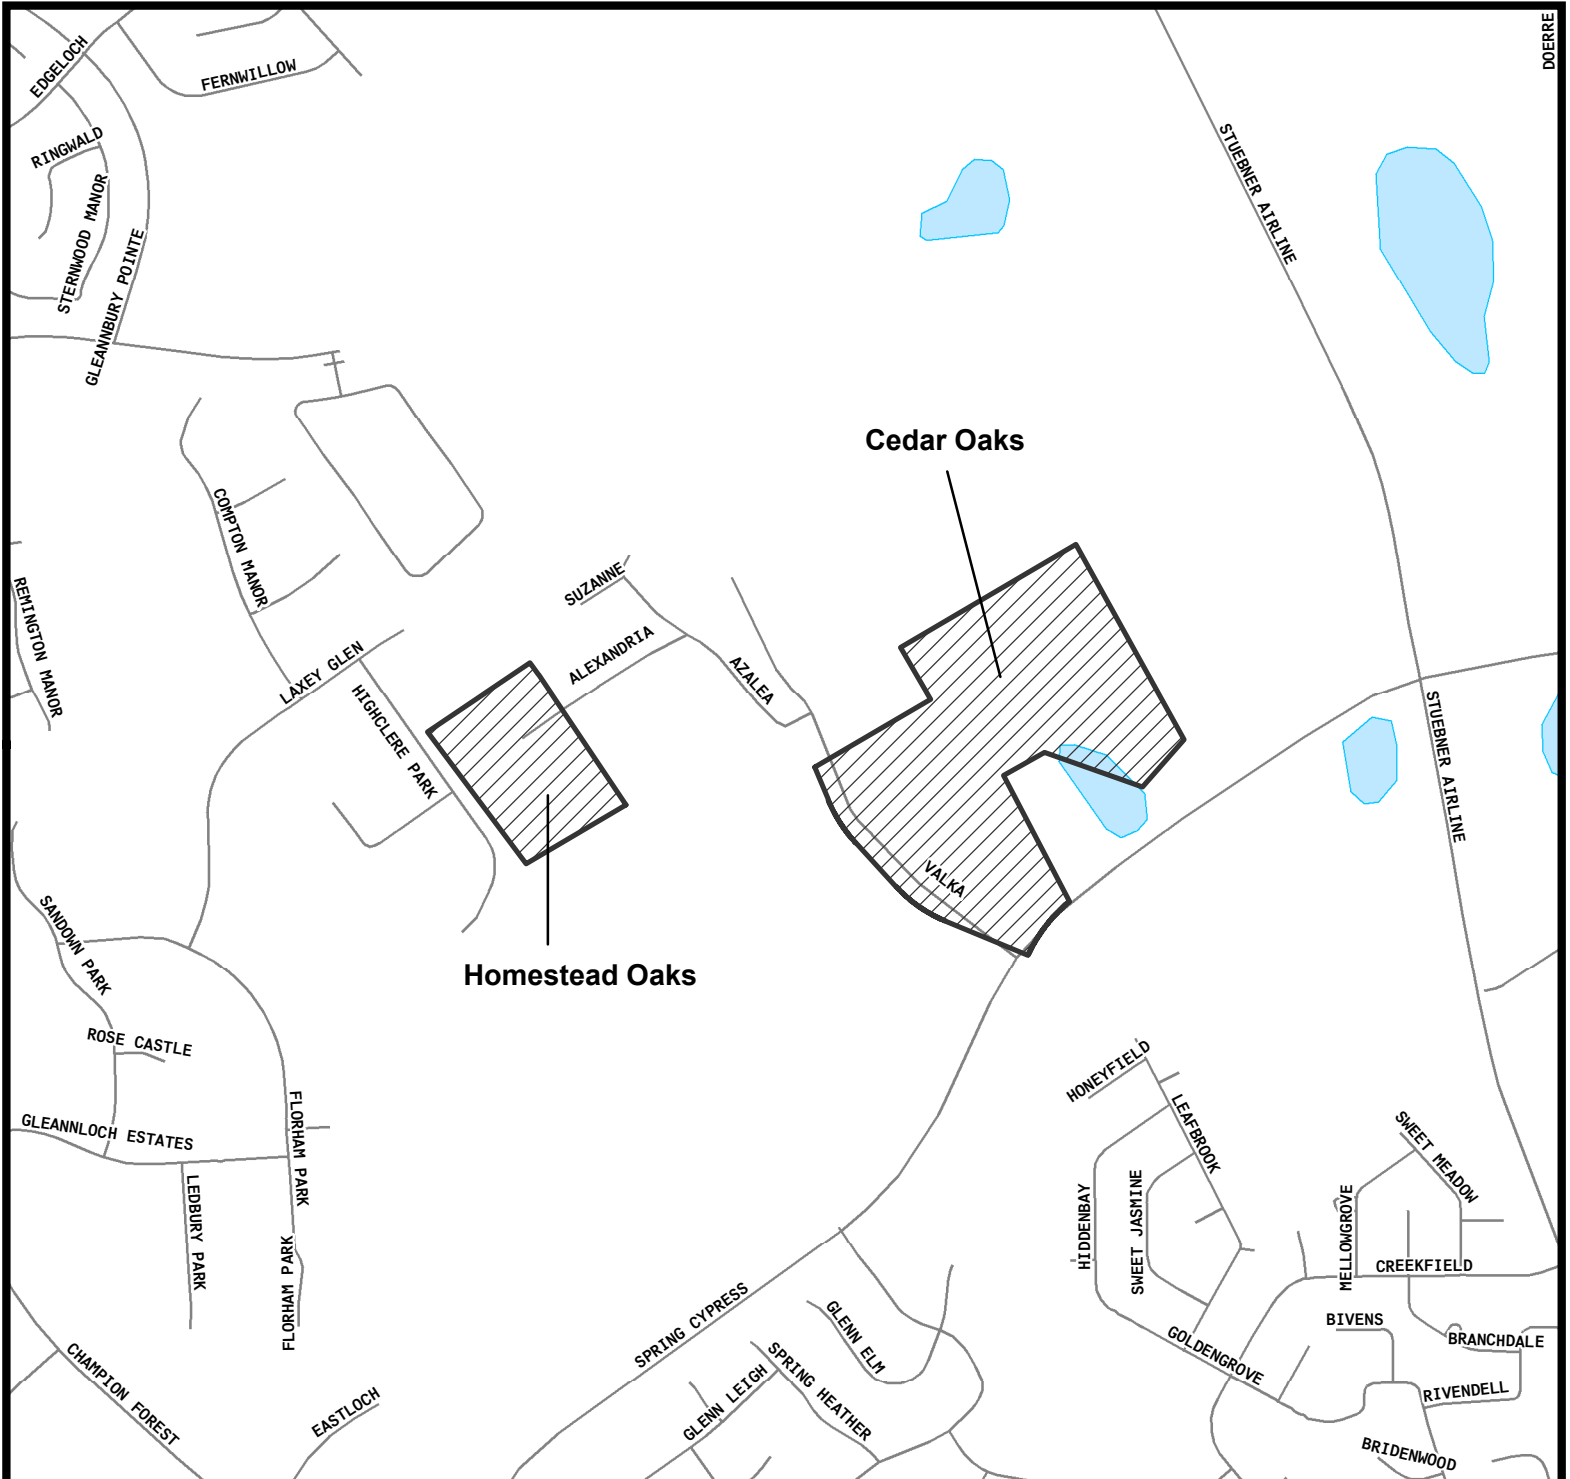 DOERRE
EDGELOCH
FERNWILLOW
RINGWALD
STUEBNER AIRLINE
STERNWOOD MANOR
GLEANNBURY POINTE
Cedar Oaks
COMPTON MANOR
SUZANNE
REMINGTON MANOR
ALEXANDRIA
LAXEY GLEN
AZALEA
HIGHCLERE PARK
STUEBNER AIRLINE
VALKA
SANDOWN PARK
Homestead Oaks
ROSE CASTLE
HONEYFIELD
GLEANNLOCH ESTATES
FLORHAM PARK
LEAFBROOK
SWEET MEADOW
LEDBURY PARK
HIDDENBAY
SWEET JASMINE
MELLOWGROVE
FLORHAM PARK
CREEKFIELD
SPRING CYPRESS
GLENN ELM
BIVENS
BRANCHDALE
GOLDENGROVE
CHAMPION FOREST
SPRING HEATHER
GLENN LEIGH
EASTLOCH
RIVENDELL
BRIDENWOOD